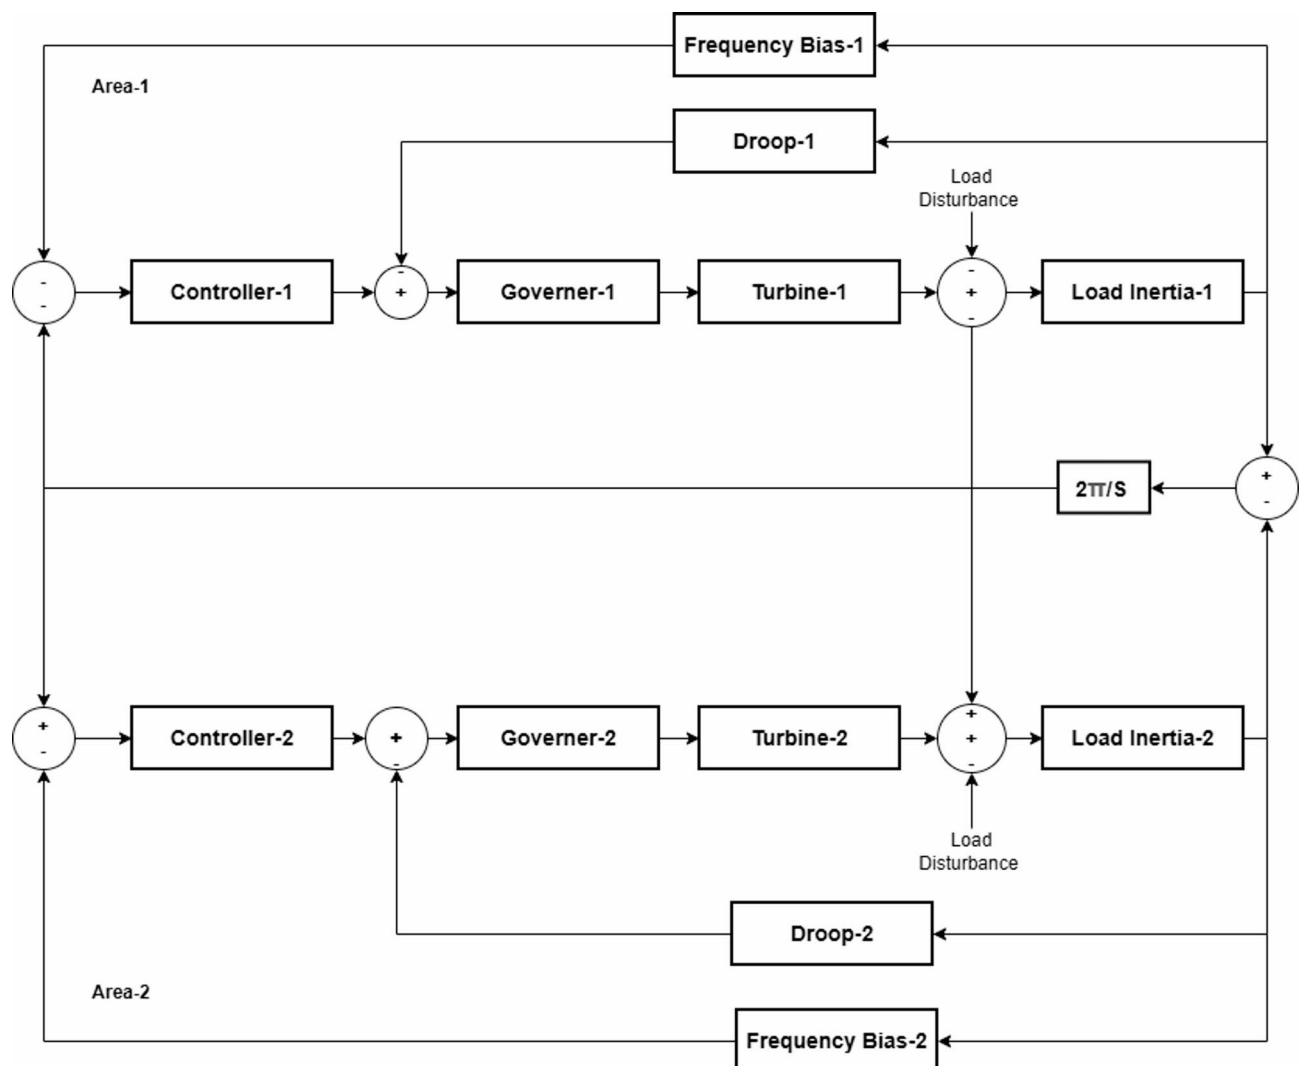 Frequency Bias-1
Area-1
Droop-1
Load
Disturbance
-
-
Controller-1
-
+
Governer-1
Turbine-1
-
+
-
Load Inertia-1
2π/S
+
-
+
-
Controller-2
+
-
Governer-2
Turbine-2
+
+
-
Load Inertia-2
Load
Disturbance
Droop-2
Area-2
Frequency Bias-2